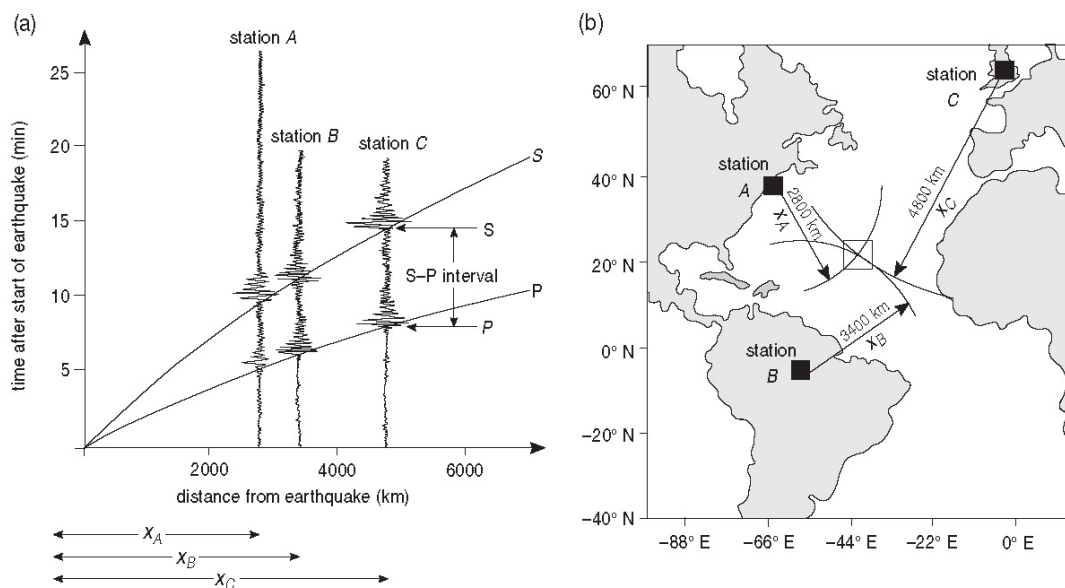 (a)
station A
25
station B
20
station C
S
15
S
S–P interval
10
P
P
5
time after start of earthquake (min)
2000
4000
6000
distance from earthquake (km)
XA
XB
XC
(b)
station
C
60° N
station
A
40° N
2800 km
XA
4800 km
XC
20° N
3400 km
XB
0° N
station
B
−20° N
−40° N
−88° E
−66° E
−44° E
−22° E
0° E